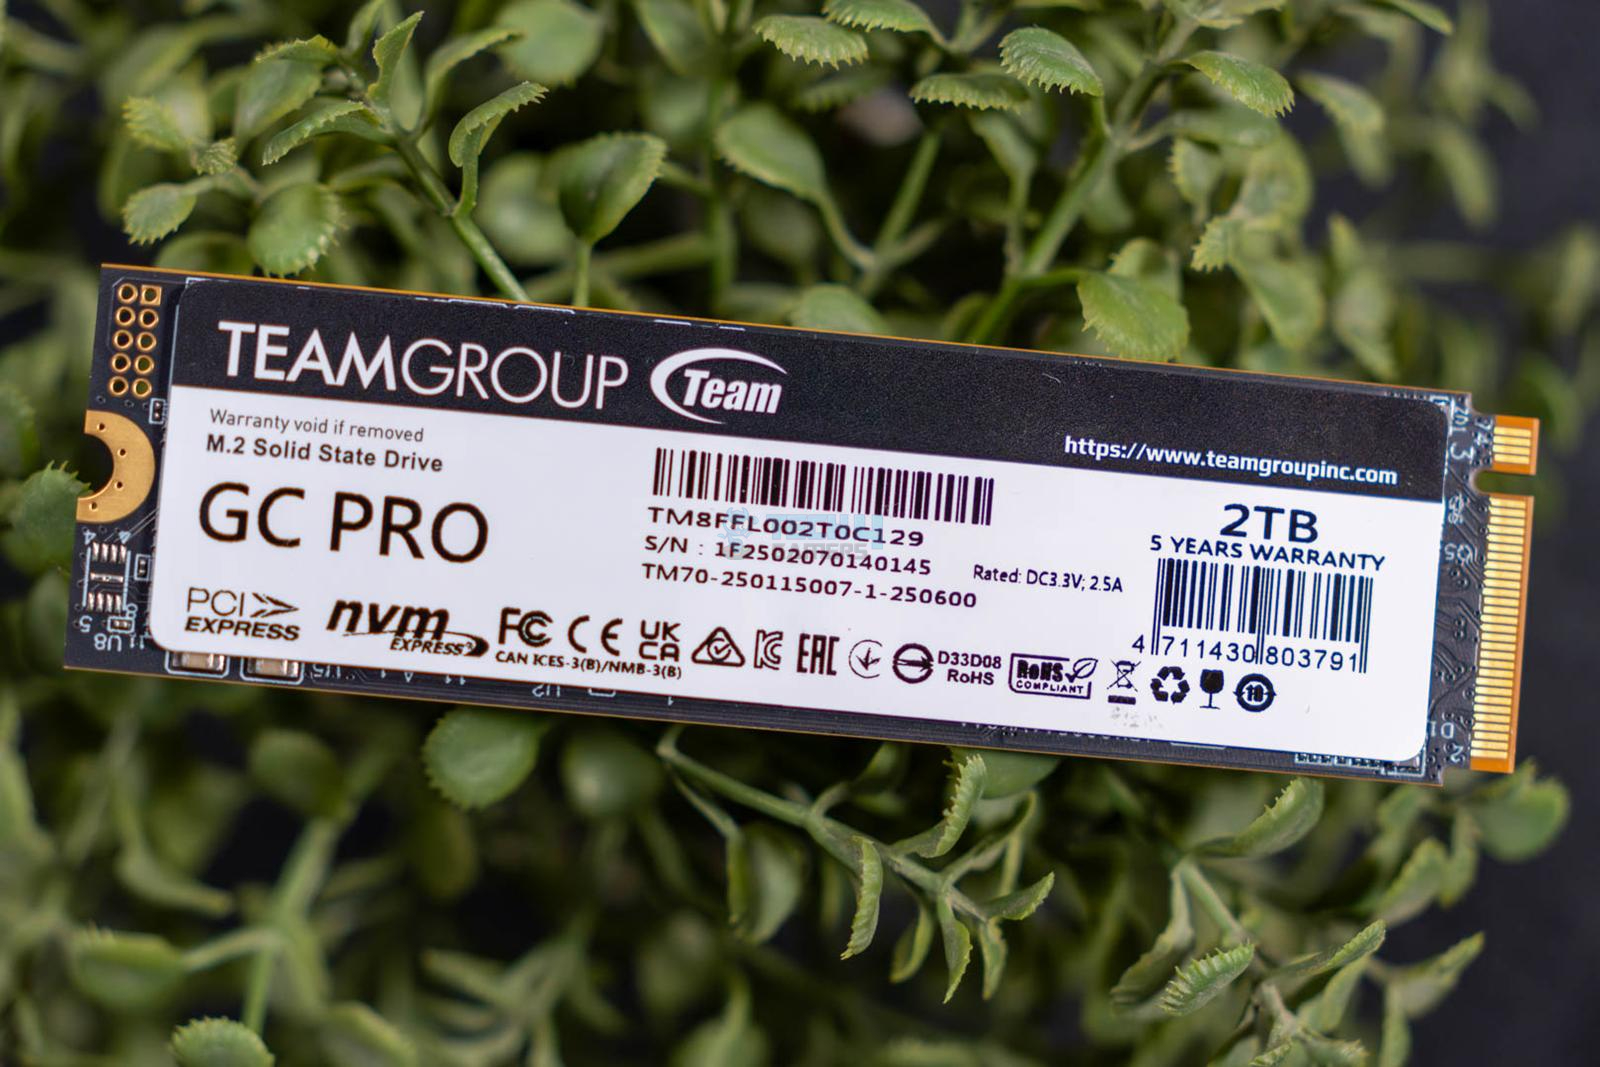 TEAMGROUP Team
https://www.teamgroupinc.com
Warranty void if removed
M.2 Solid State Drive
GC PRO
TM8FFL002T0C129
S/N : 1F2502070140145
TM70-250115007-1-250600
Rated: DC3.3V; 2.5A
2TB
5 YEARS WARRANTY
4 711430 803791
PCI EXPRESS
nvm EXPRESS
FC CE UK CA EAC
CAN ICES-3(B)/NMB-3(B)
D33D08
RoHS
RoHS
COMPLIANT
10